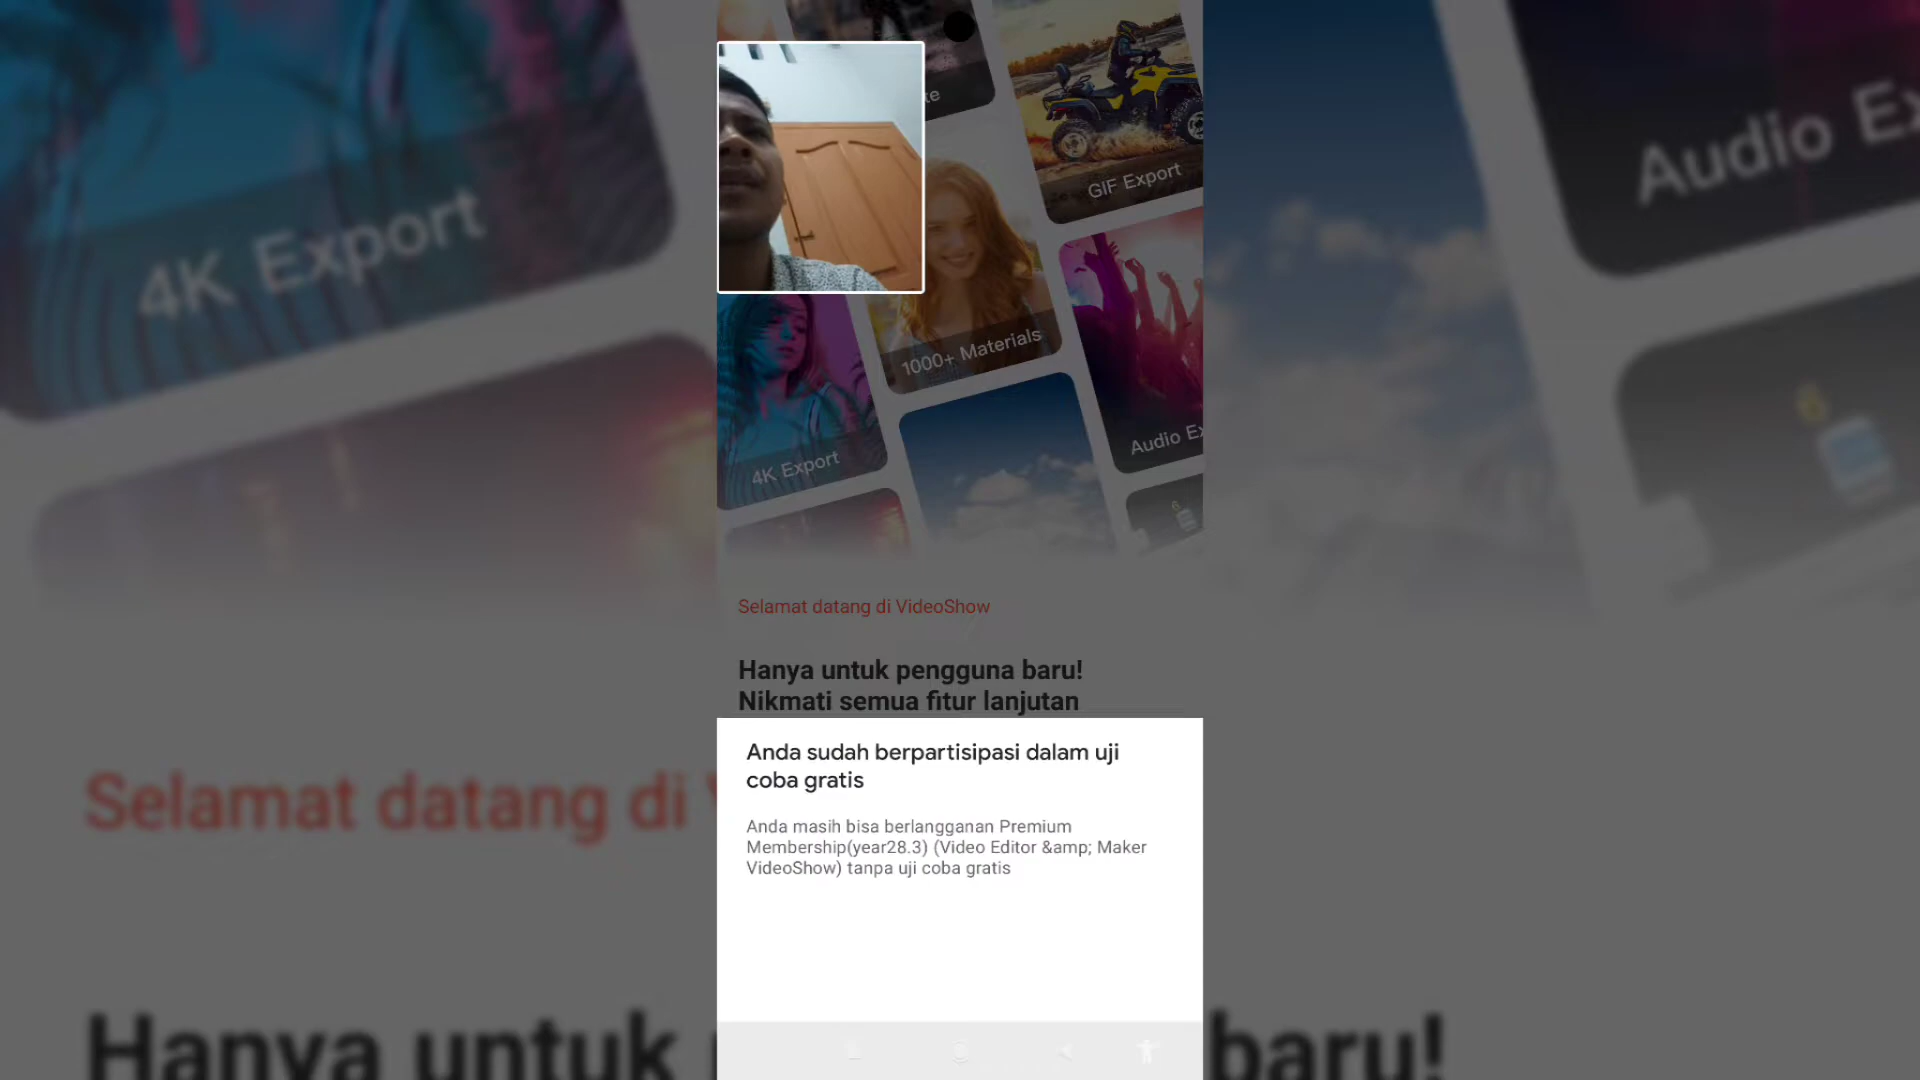 te
GIF Export
1000+ Materials
4K Export
Audio Ex
4K Export
Audio Ex
Selamat datang di VideoShow
Hanya untuk pengguna baru!
Nikmati semua fitur lanjutan
Anda sudah berpartisipasi dalam uji
coba gratis
Anda masih bisa berlangganan Premium
Membership(year28.3) (Video Editor &amp;amp; Maker
VideoShow) tanpa uji coba gratis
Selamat datang di
Hanya untuk baru!